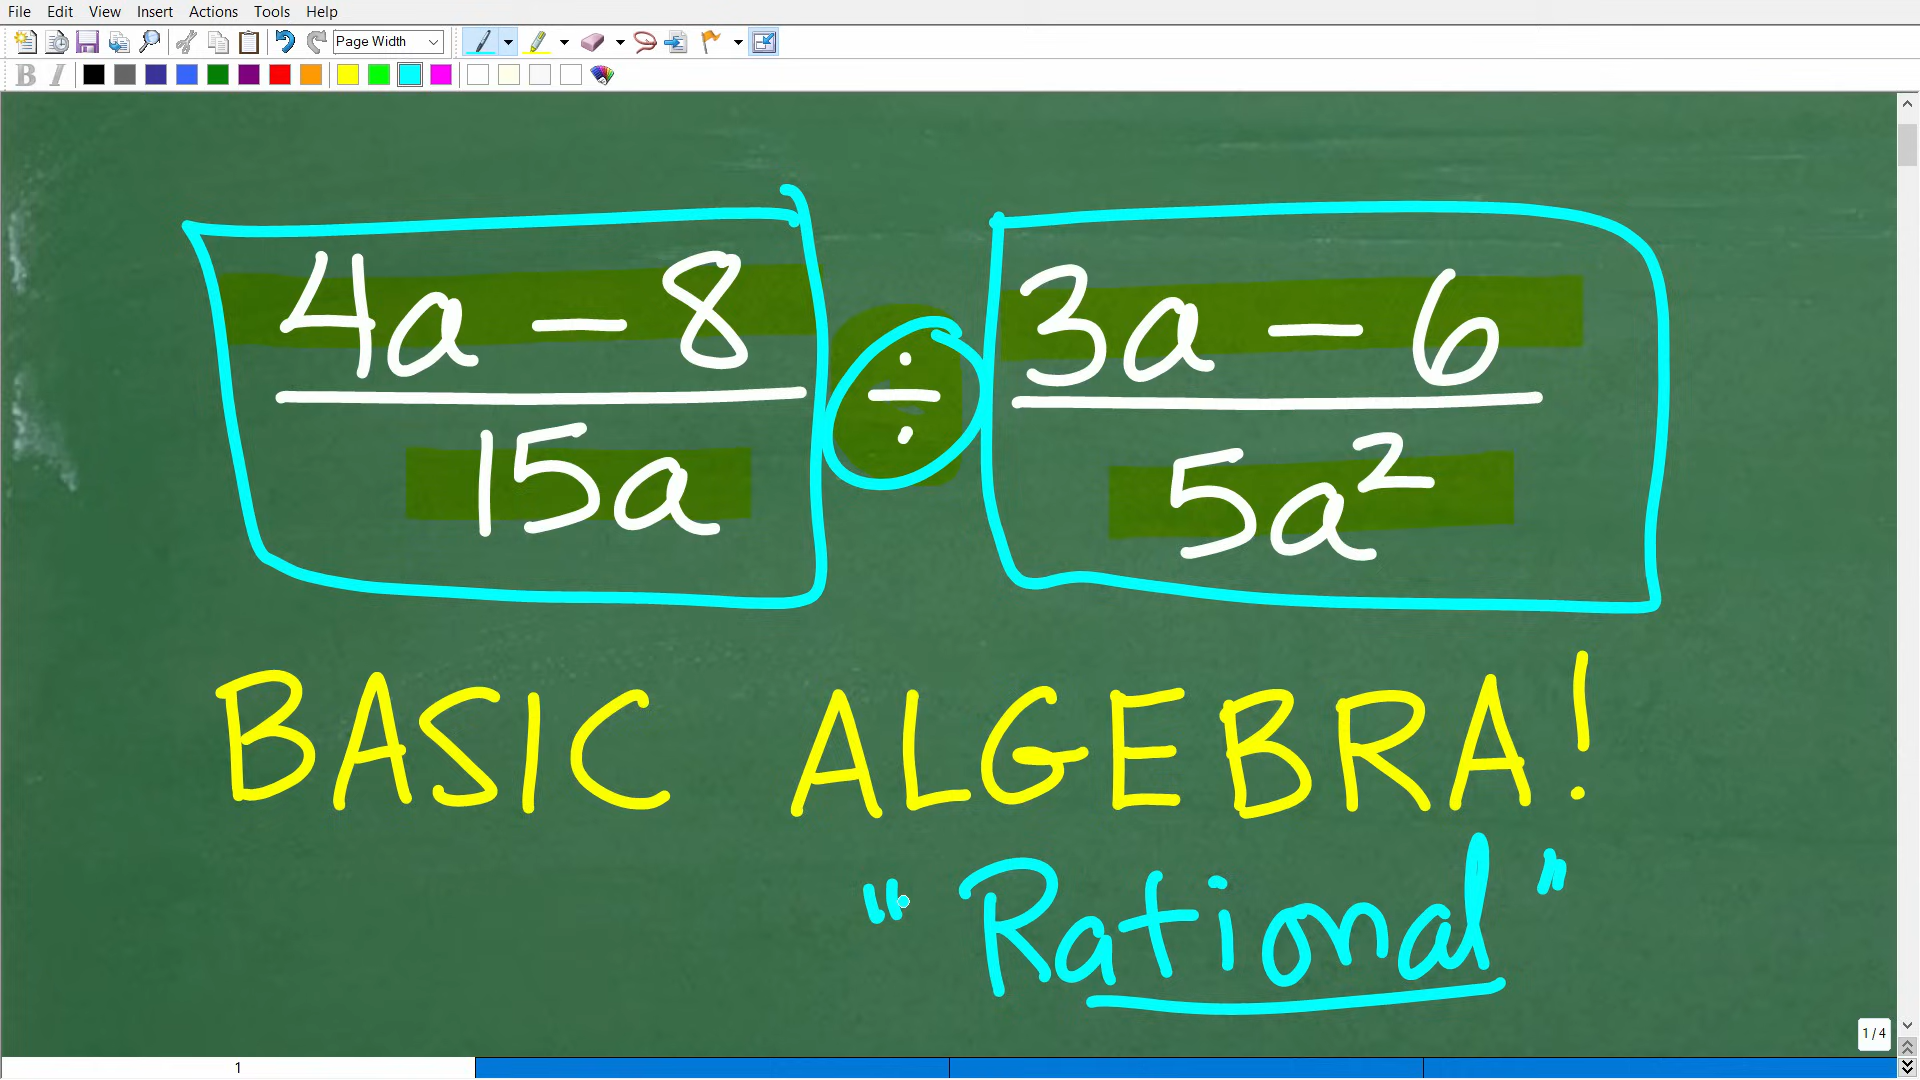 File Edit View Insert Actions Tools Help
Page Width
B I
4a - 8 ÷ 3a - 6
15a 5a²
BASIC ALGEBRA!
"Rational"
1 / 4
1